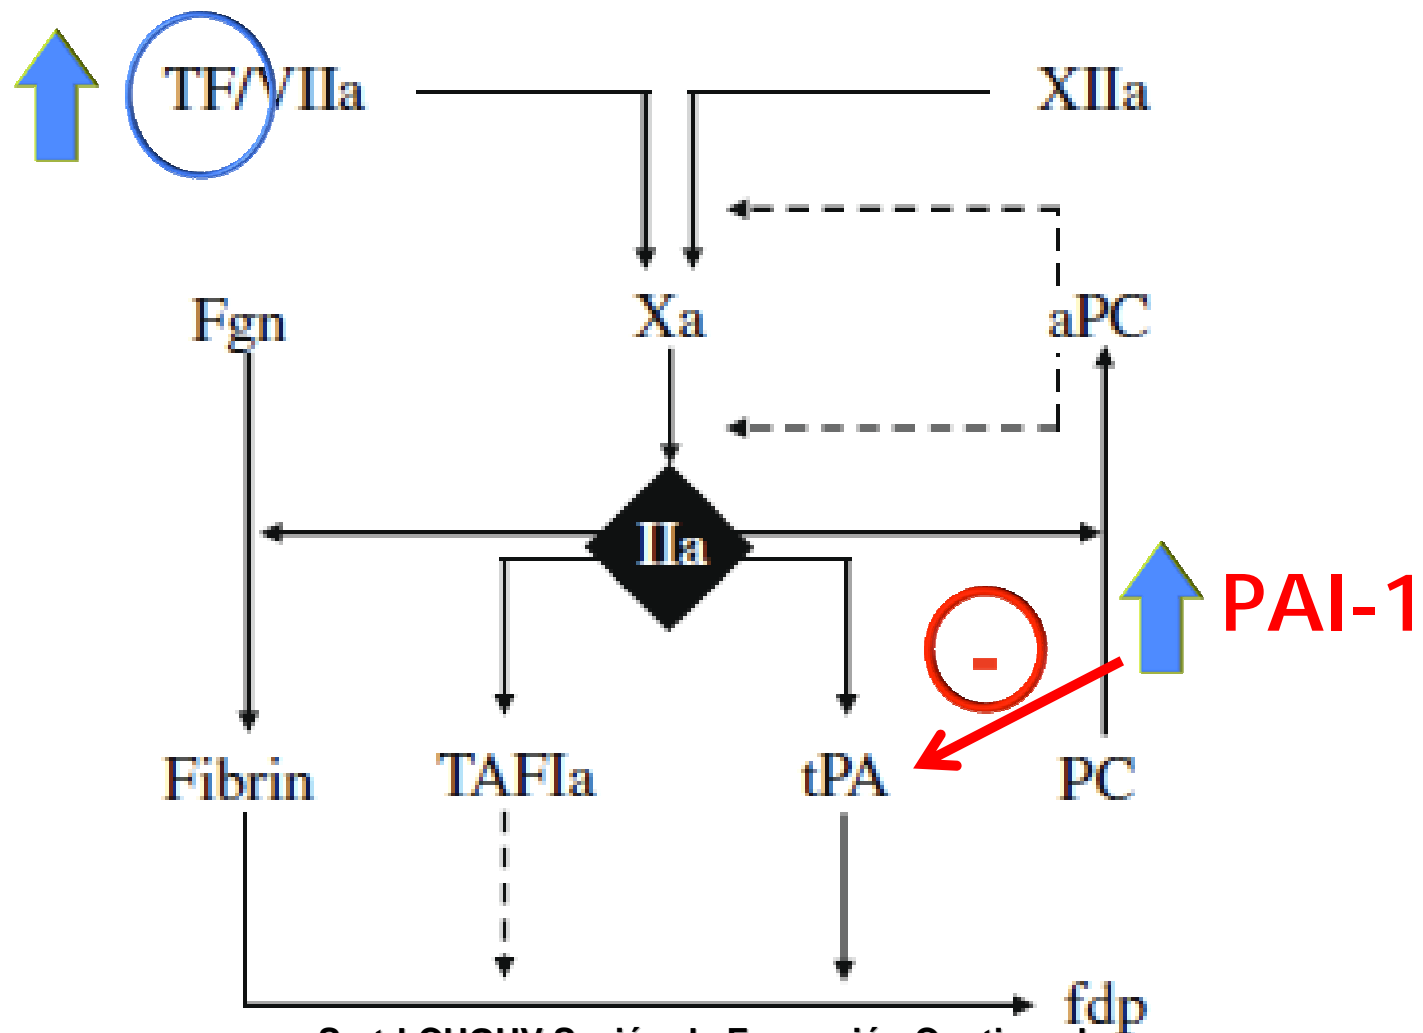 TF/VIIa
XIIa
Fgn
Xa
aPC
IIa
PAI-1
-
Fibrin
TAFIa
tPA
PC
fdp